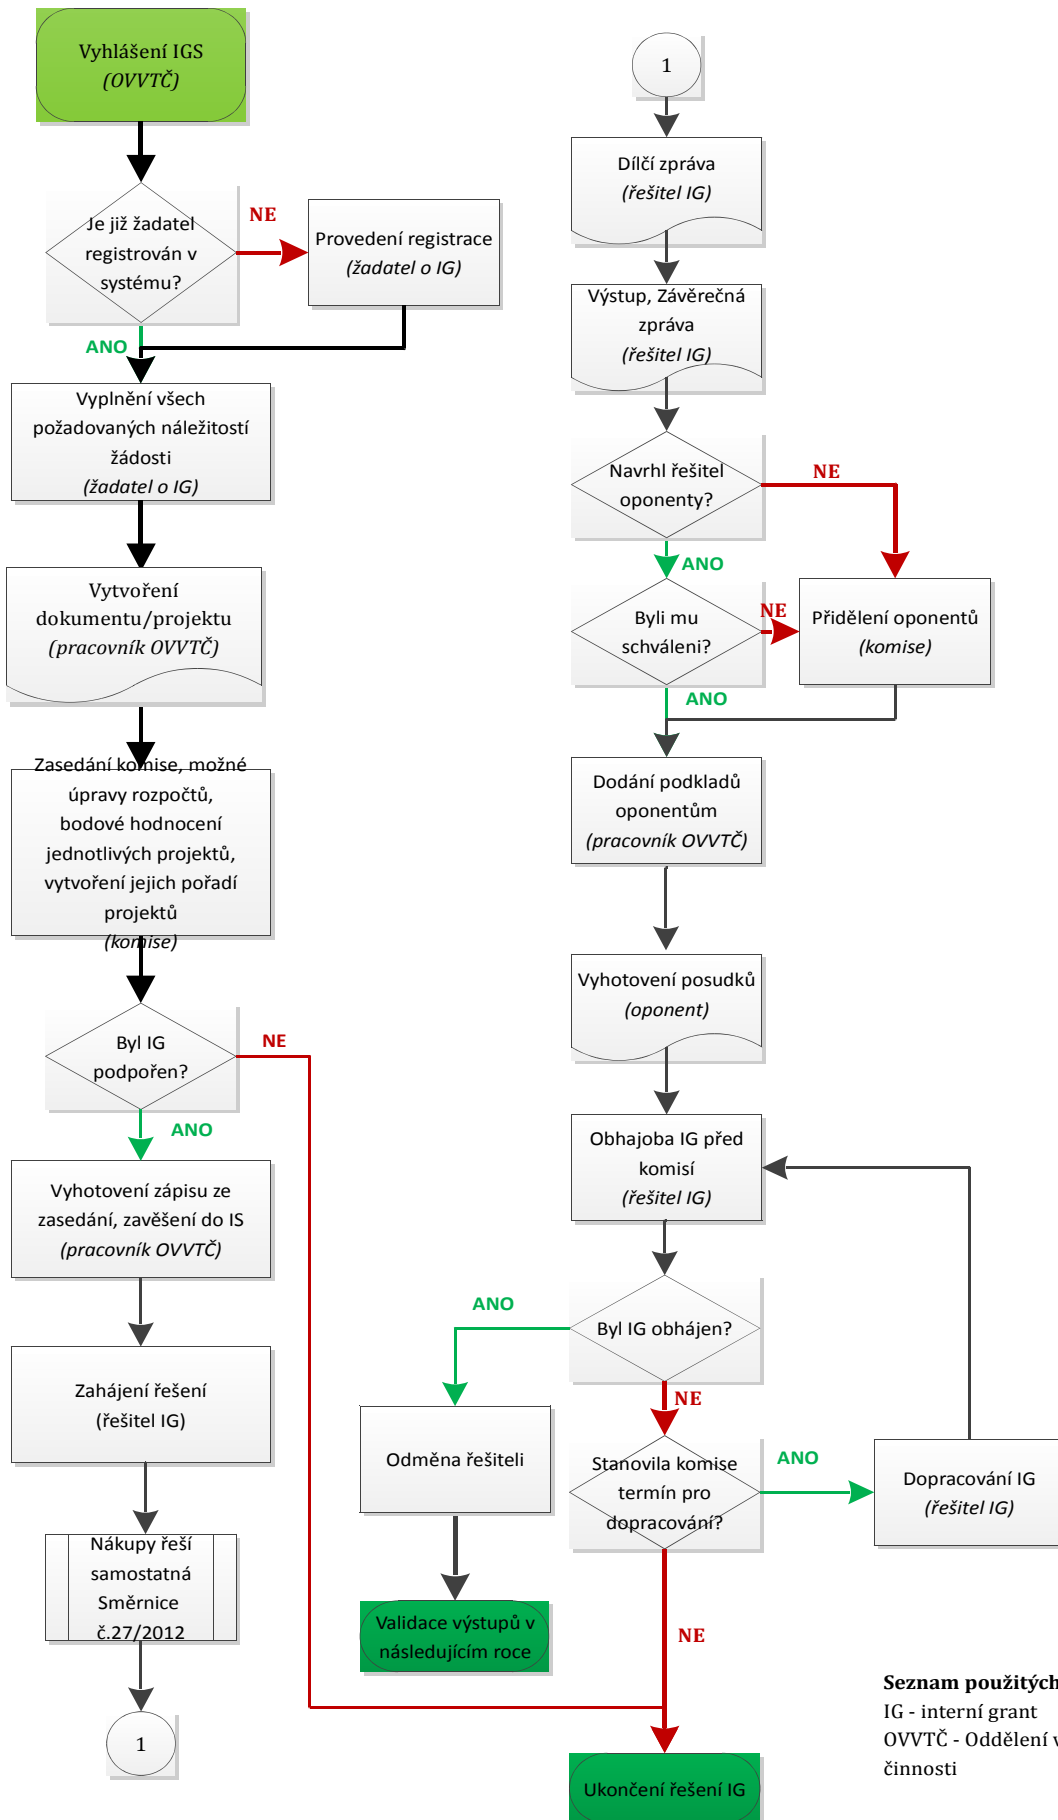 Vyhlášení IGS
(OVVTČ)
Je již žadatel
registrován v
systému?
NE
Provedení registrace
(žadatel o IG)
ANO
Vyplnění všech
požadovaných náležitostí
žádosti
(žadatel o IG)
Vytvoření
dokumentu/projektu
(pracovník OVVTČ)
Zasedání komise, možné
úpravy rozpočtů,
bodové hodnocení
jednotlivých projektů,
vytvoření jejich pořadí
projektů
(komise)
Byl IG
podpořen?
NE
ANO
Vyhotovení zápisu ze
zasedání, zavěšení do IS
(pracovník OVVTČ)
Zahájení řešení
(řešitel IG)
Nákupy řeší
samostatná
Směrnice
č.27/2012
1
1
Dílčí zpráva
(řešitel IG)
Výstup, Závěrečná
zpráva
(řešitel IG)
Navrhl řešitel
oponenty?
NE
ANO
Byli mu
schváleni?
NE
Přidělení oponentů
(komise)
ANO
Dodání podkladů
oponentům
(pracovník OVVTČ)
Vyhotovení posudků
(oponent)
Obhajoba IG před
komisí
(řešitel IG)
Byl IG obhájen?
ANO
NE
Odměna řešiteli
Stanovila komise
termín pro
dopracování?
ANO
Dopracování IG
(řešitel IG)
Validace výstupů v
následujícím roce
NE
Ukončení řešení IG
Seznam použitých
IG - interní grant
OVVTČ - Oddělení v
činnosti